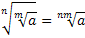 ⁿ√(ᵐ√a) = ⁿᵐ√a